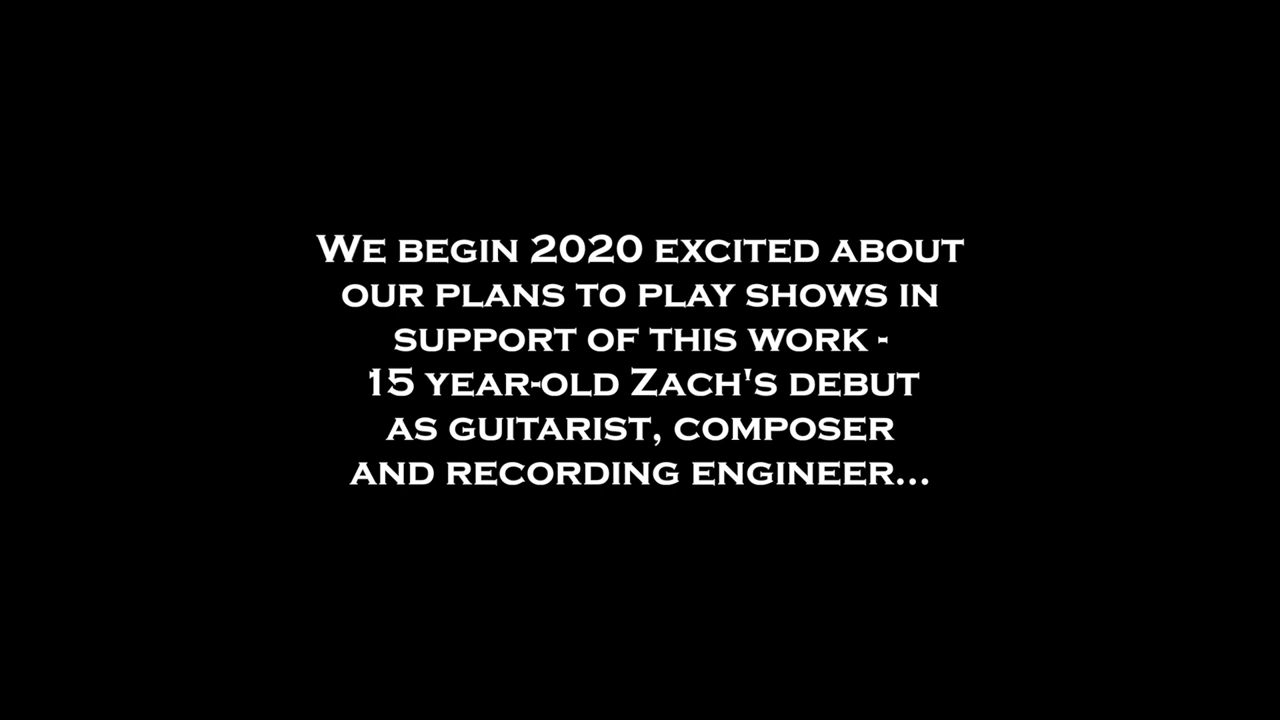 We begin 2020 excited about
our plans to play shows in
support of this work -
15 year-old Zach's debut
as guitarist, composer
and recording engineer...